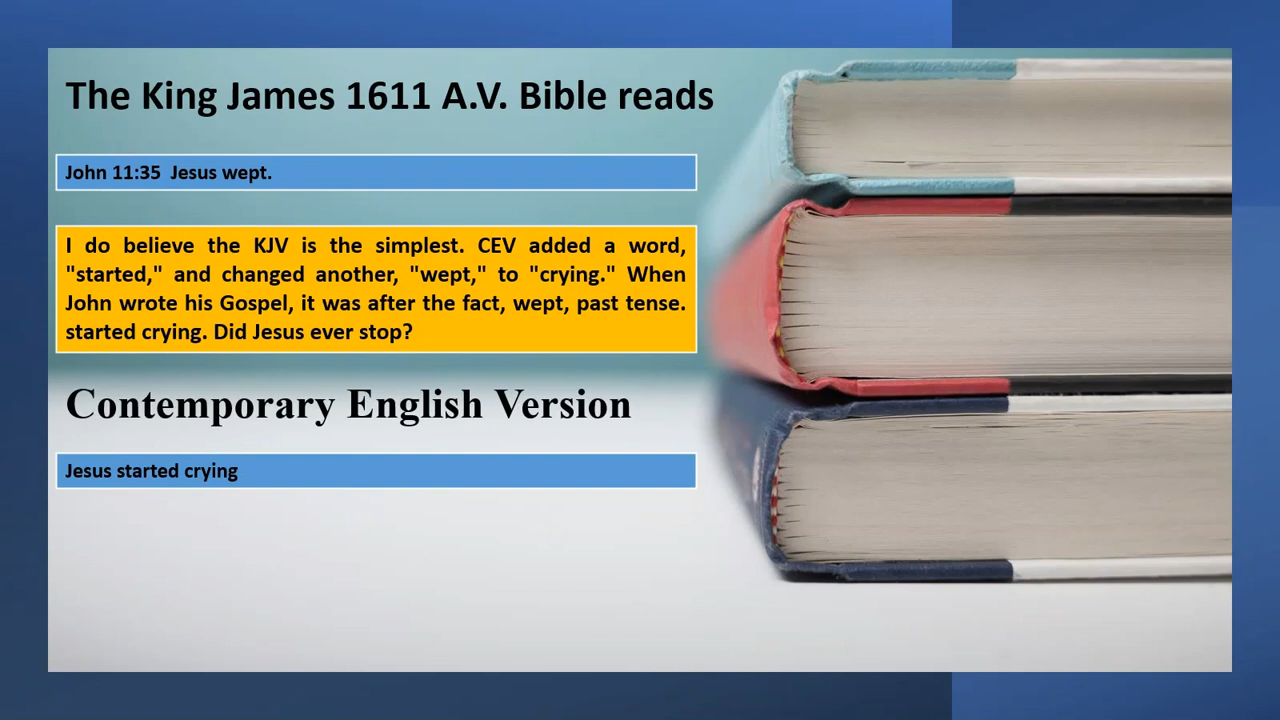 The King James 1611 A.V. Bible reads
John 11:35  Jesus wept.
I do believe the KJV is the simplest. CEV added a word,
"started," and changed another, "wept," to "crying." When
John wrote his Gospel, it was after the fact, wept, past tense.
started crying. Did Jesus ever stop?
Contemporary English Version
Jesus started crying